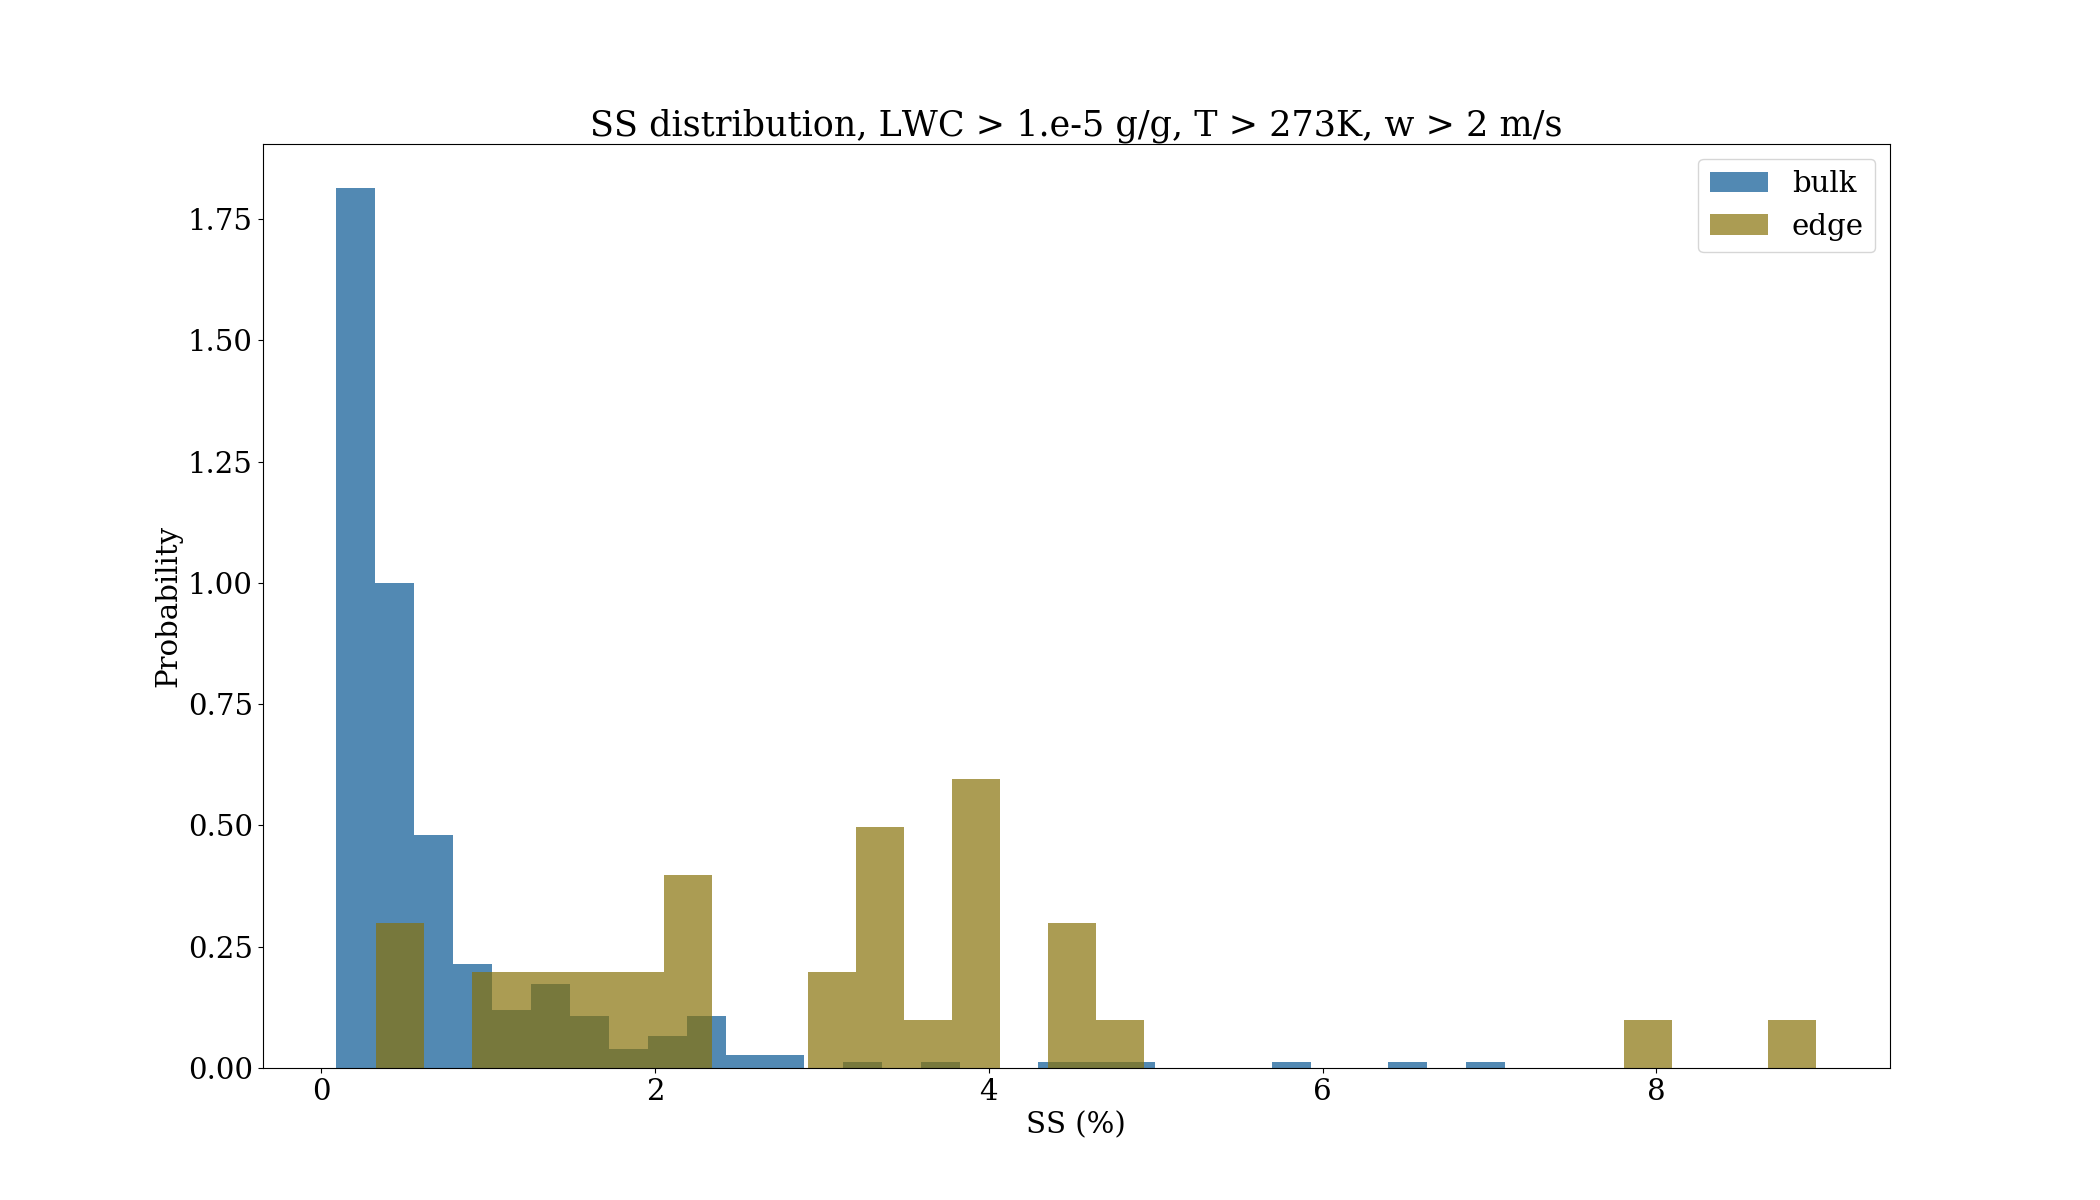 SS distribution, LWC > 1.e-5 g/g, T > 273K, w > 2 m/s
bulk
edge
Probability
1.75
1.50
1.25
1.00
0.75
0.50
0.25
0.00
0 2 4 6 8
SS (%)